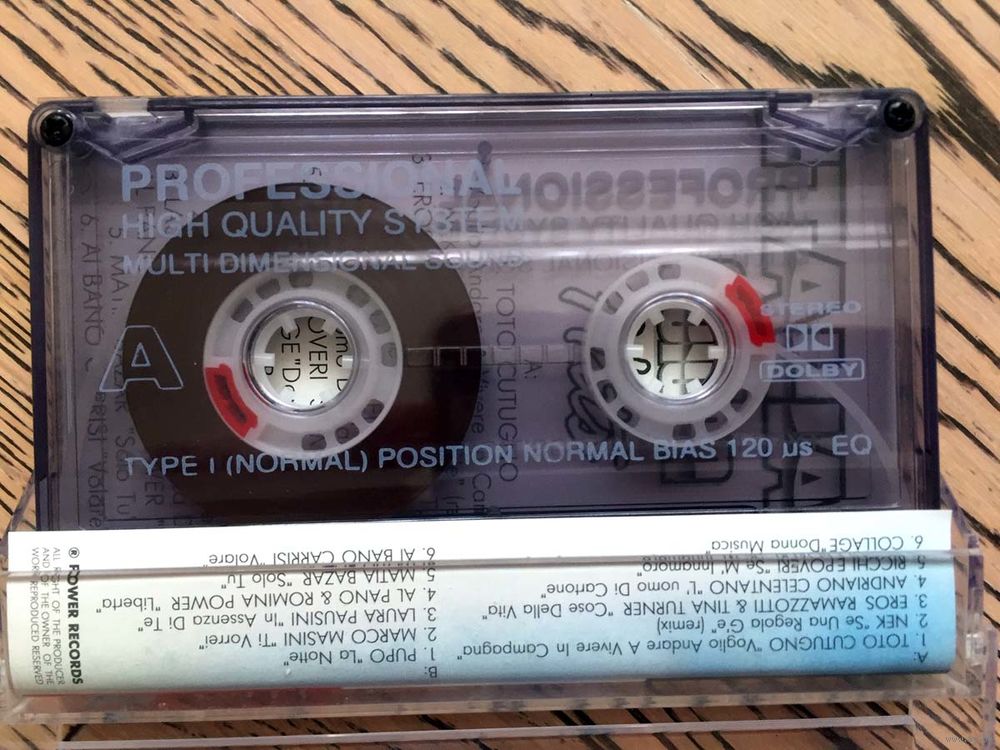 PROFESSIONAL
HIGH QUALITY SYSTEM
MULTI DIMENSIONAL SOUND
A
STEREO
DOLBY
TYPE I (NORMAL) POSITION NORMAL BIAS 120 µs EQ
A:
1. TOTO CUTUGNO "Voglio Andare A Vivere In Campagna"
2. NEK "Se Una Regola G'e" (remix)
3. EROS RAMAZZOTTI & TINA TURNER "Cose Della Vita"
4. ANDRIANO CELENTANO "L' uomo Di Cartone"
5. RICCHI E POVERI "Se M' Innamoro"
6. COLLAGE "Donna Musica"
B:
1. PUPO "La Notte"
2. MARCO MASINI "Ti Vorrei"
3. LAURA PAUSINI "In Assenza Di Te"
4. AL PANO & ROMINA POWER "Liberta"
5. MATIA BAZAR "Solo Tu"
6. AI BANO CARRISI "Volare"
® POWER RECORDS
ALL RIGHT OF THE PRODUCER
AND OF THE OWNER OF THE
WORK REPRODUCED RESERVED